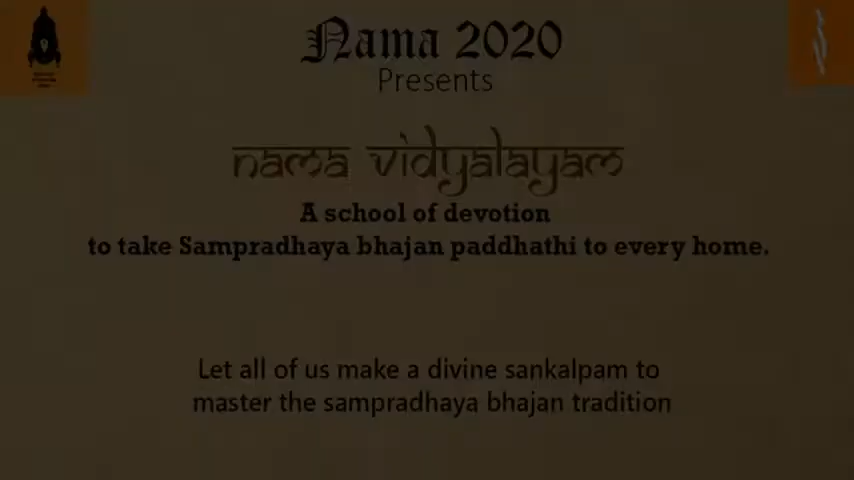 Nama 2020
Presents
nama vidyalayam
A school of devotion
to take Sampradhaya bhajan paddhathi to every home.
Let all of us make a divine sankalpam to
master the sampradhaya bhajan tradition